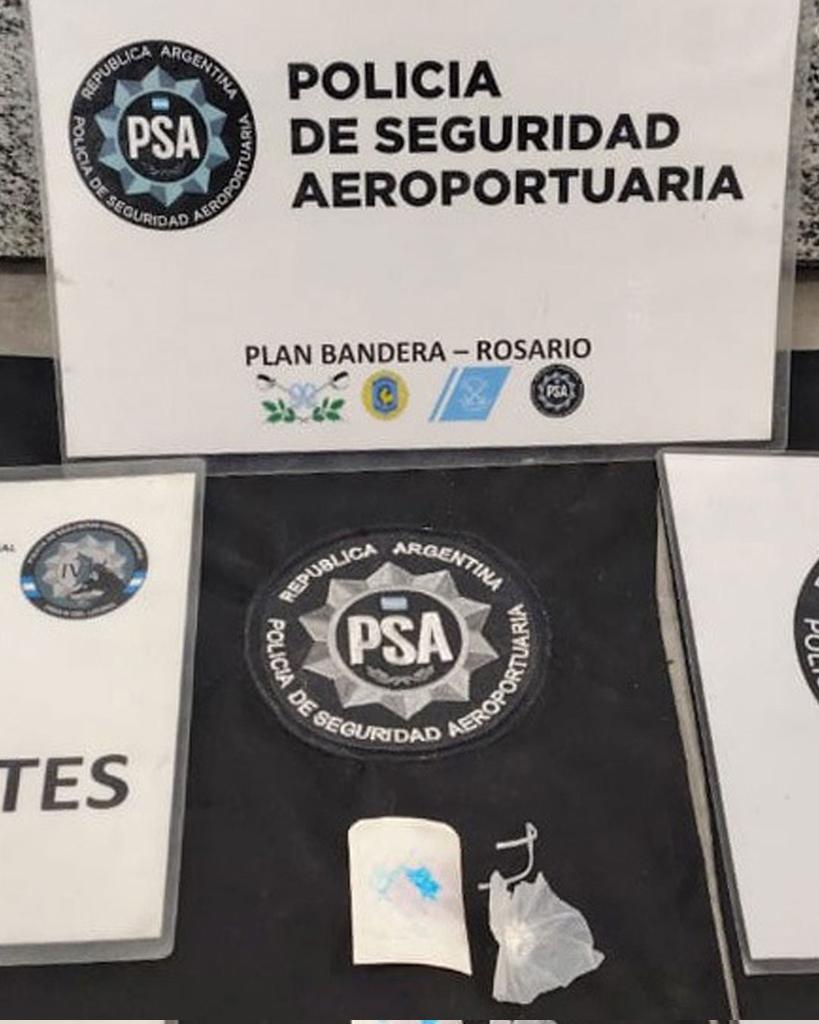 REPUBLICA ARGENTINA
PSA
POLICIA DE SEGURIDAD AEROPORTUARIA
POLICIA
DE SEGURIDAD
AEROPORTUARIA
PLAN BANDERA – ROSARIO
PSA
IV
REPUBLICA ARGENTINA
PSA
POLICIA DE SEGURIDAD AEROPORTUARIA
TES